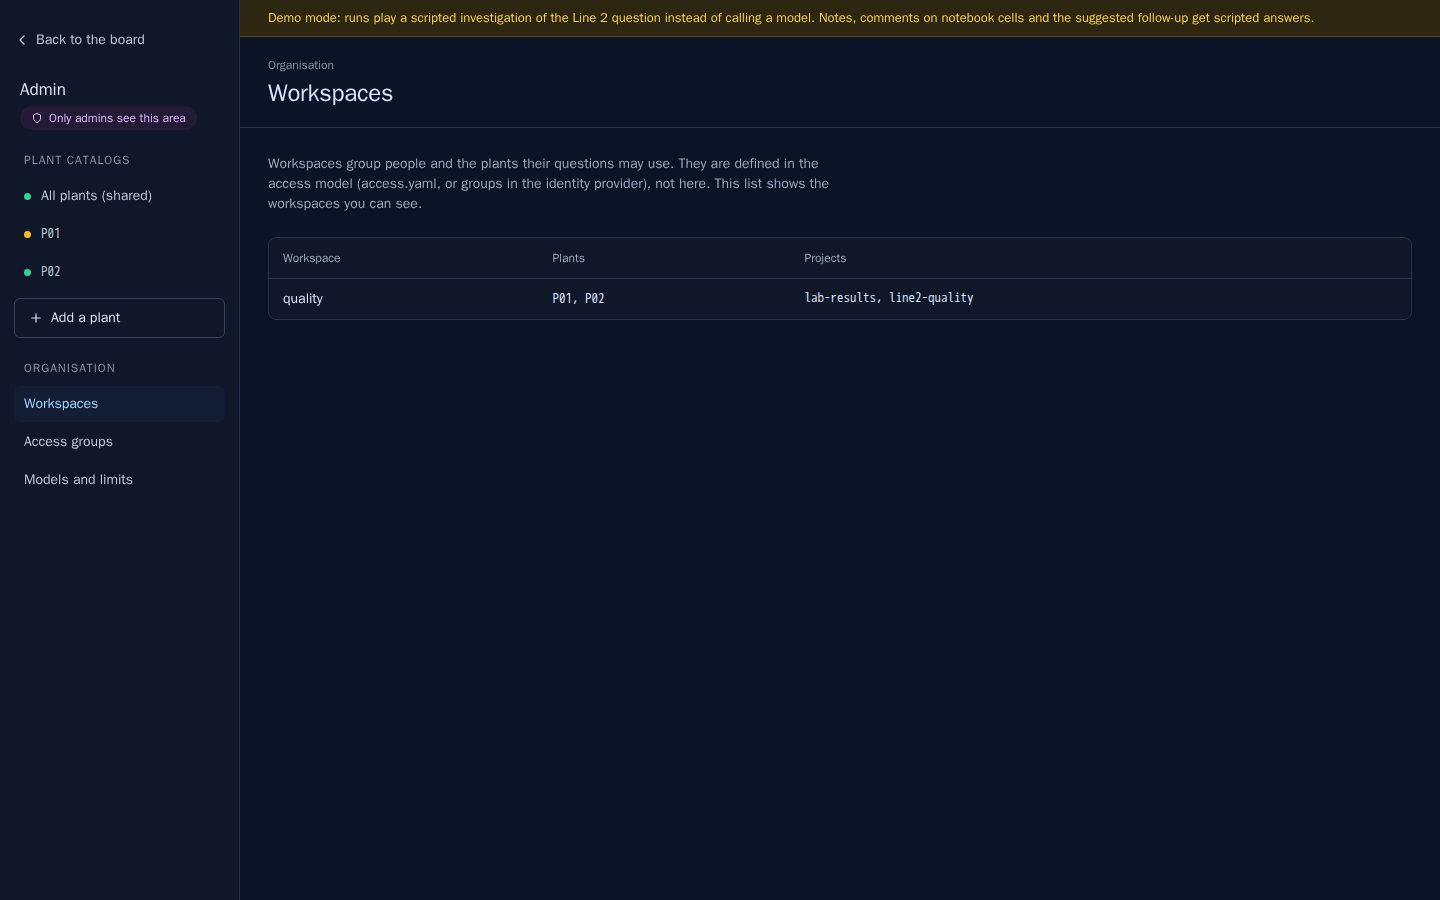 Demo mode: runs play a scripted investigation of the Line 2 question instead of calling a model. Notes, comments on notebook cells and the suggested follow-up get scripted answers.
Back to the board
Admin
Only admins see this area
PLANT CATALOGS
All plants (shared)
P01
P02
Add a plant
ORGANISATION
Workspaces
Access groups
Models and limits
Organisation
Workspaces
Workspaces group people and the plants their questions may use. They are defined in the
access model (access.yaml, or groups in the identity provider), not here. This list shows the
workspaces you can see.
Workspace Plants Projects
quality P01, P02 lab-results, line2-quality